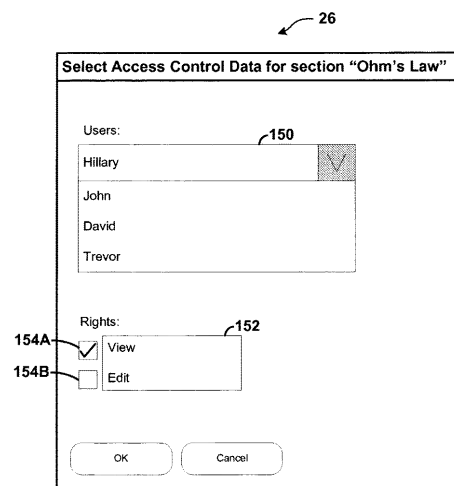 26
Select Access Control Data for section "Ohm's Law"
Users:
150
Hillary
John
David
Trevor
Rights:
152
154A
View
154B
Edit
OK
Cancel